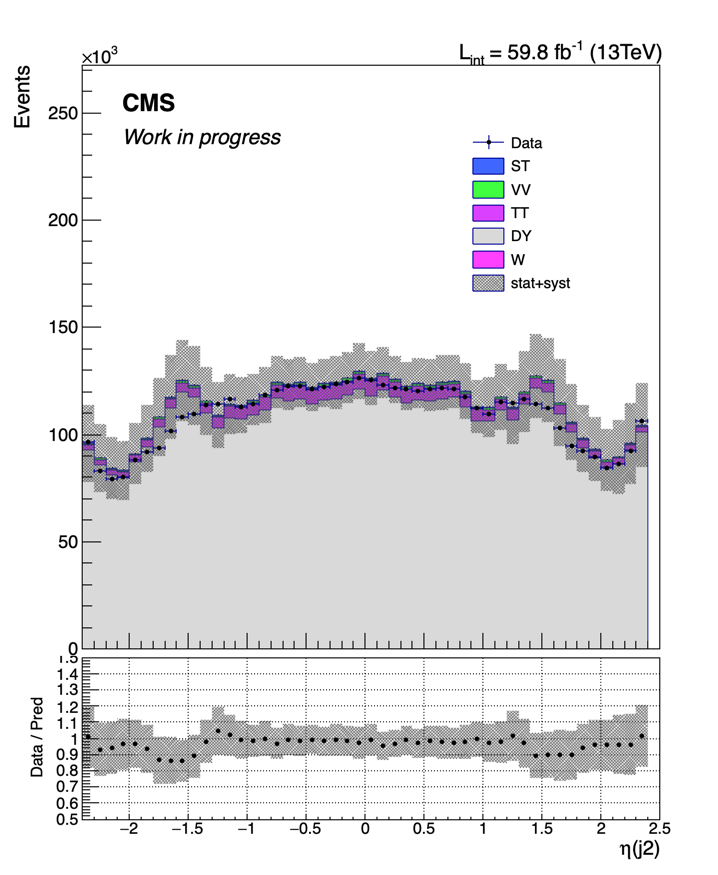 ×10³
L_int = 59.8 fb⁻¹ (13TeV)
Events
CMS
Work in progress
250
200
150
100
50
0
Data
ST
VV
TT
DY
W
stat+syst
Data / Pred
1.5
1.4
1.3
1.2
1.1
1
0.9
0.8
0.7
0.6
0.5
−2 −1.5 −1 −0.5 0 0.5 1 1.5 2 2.5
η(j2)